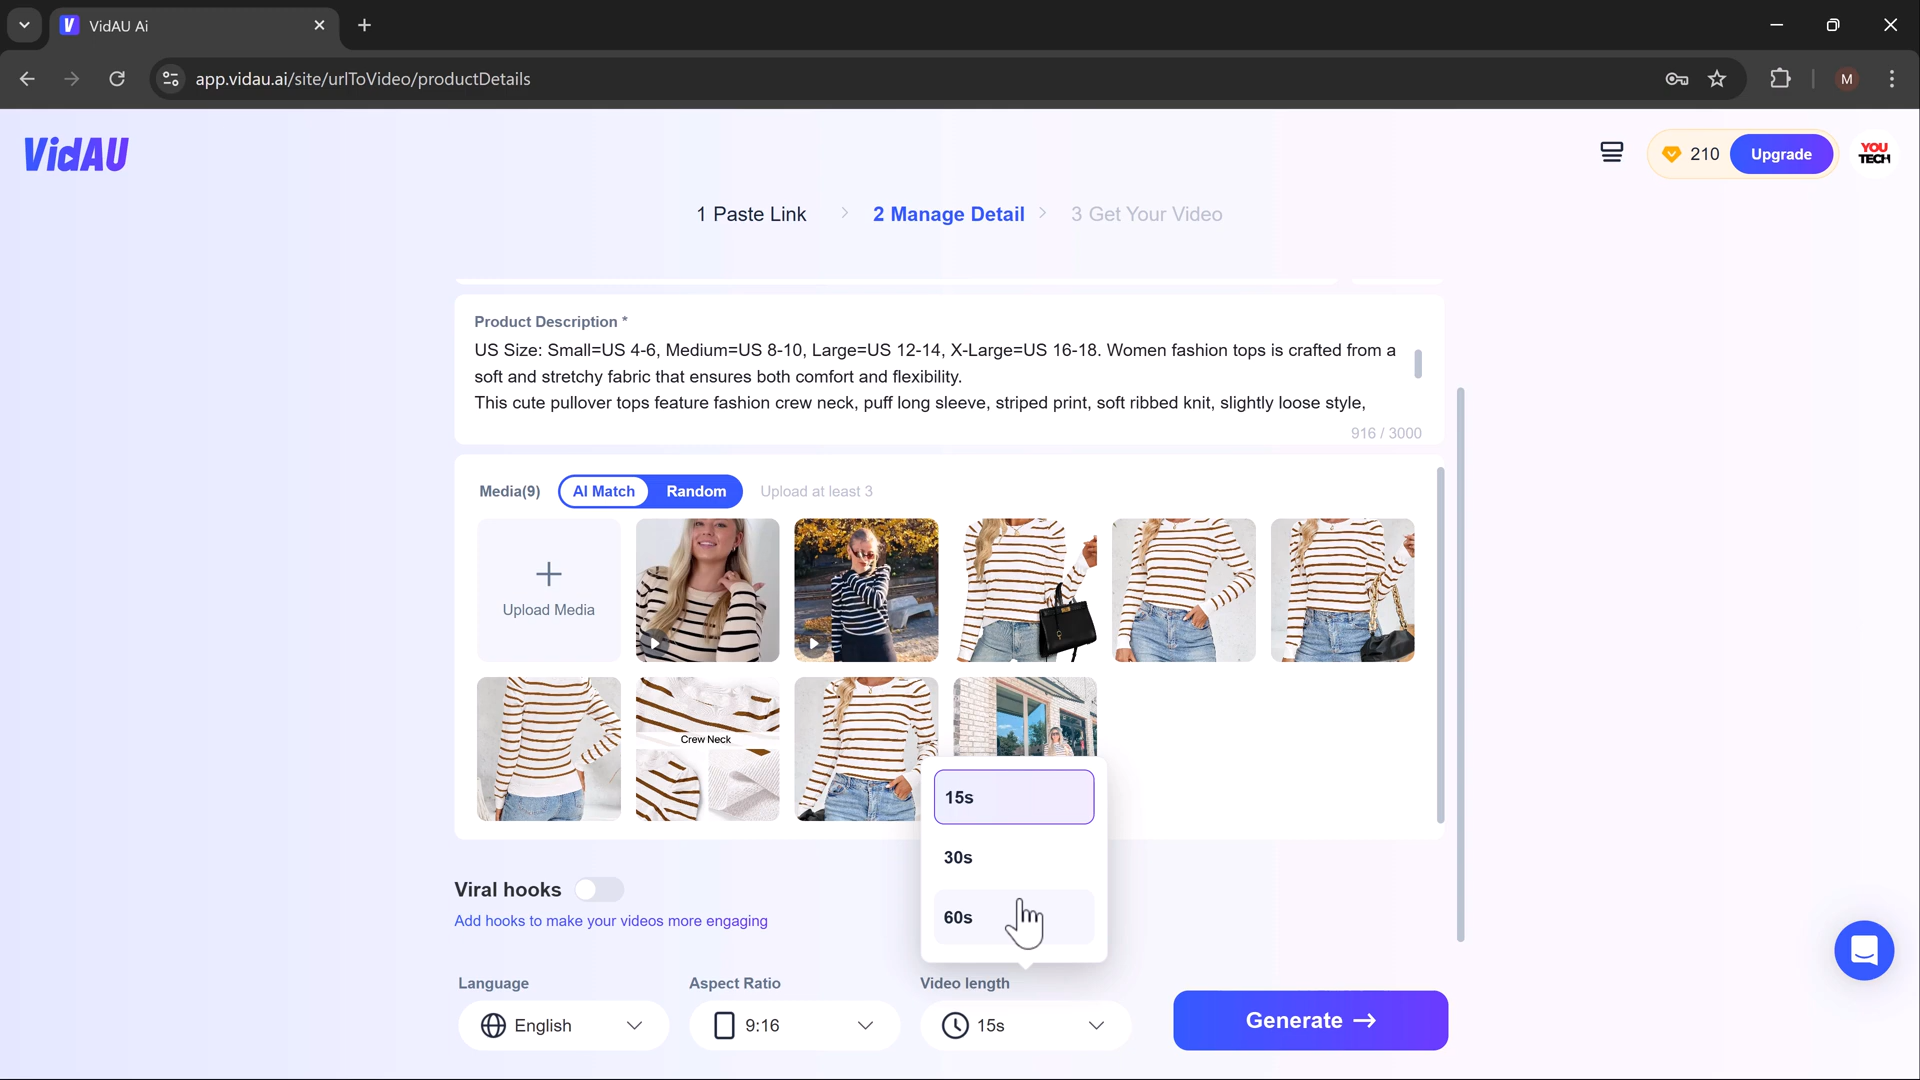 VidAU Ai
app.vidau.ai/site/urlToVideo/productDetails
M
VidAU
210
Upgrade
YOU
TECH
1 Paste Link
2 Manage Detail
3 Get Your Video
Product Description *
US Size: Small=US 4-6, Medium=US 8-10, Large=US 12-14, X-Large=US 16-18. Women fashion tops is crafted from a
soft and stretchy fabric that ensures both comfort and flexibility.
This cute pullover tops feature fashion crew neck, puff long sleeve, striped print, soft ribbed knit, slightly loose style,
916 / 3000
Media(9)
AI Match
Random
Upload at least 3
Upload Media
Crew Neck
15s
30s
60s
Viral hooks
Add hooks to make your videos more engaging
Language
Aspect Ratio
Video length
English
9:16
15s
Generate →